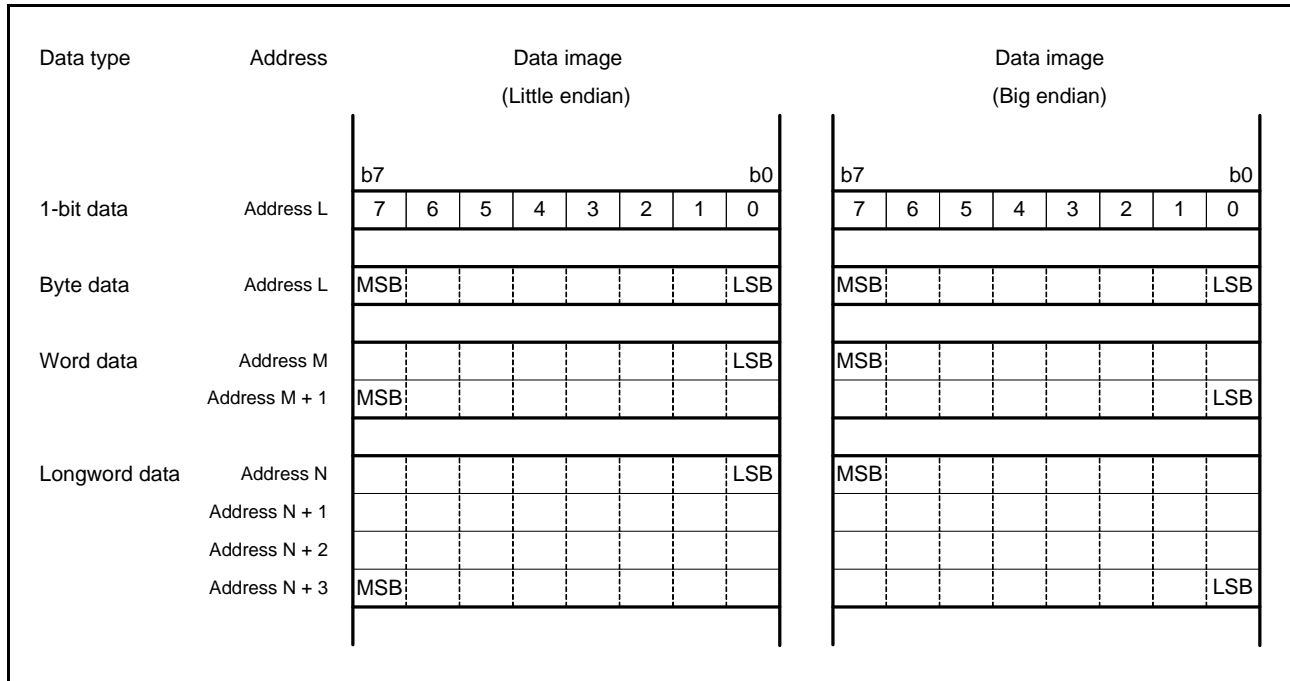 Data type Address Data image Data image
(Little endian) (Big endian)
b7 b0 b7 b0
1-bit data Address L 7 6 5 4 3 2 1 0 7 6 5 4 3 2 1 0
Byte data Address L MSB LSB MSB LSB
Word data Address M LSB MSB
Address M + 1 MSB LSB
Longword data Address N LSB MSB
Address N + 1
Address N + 2
Address N + 3 MSB LSB